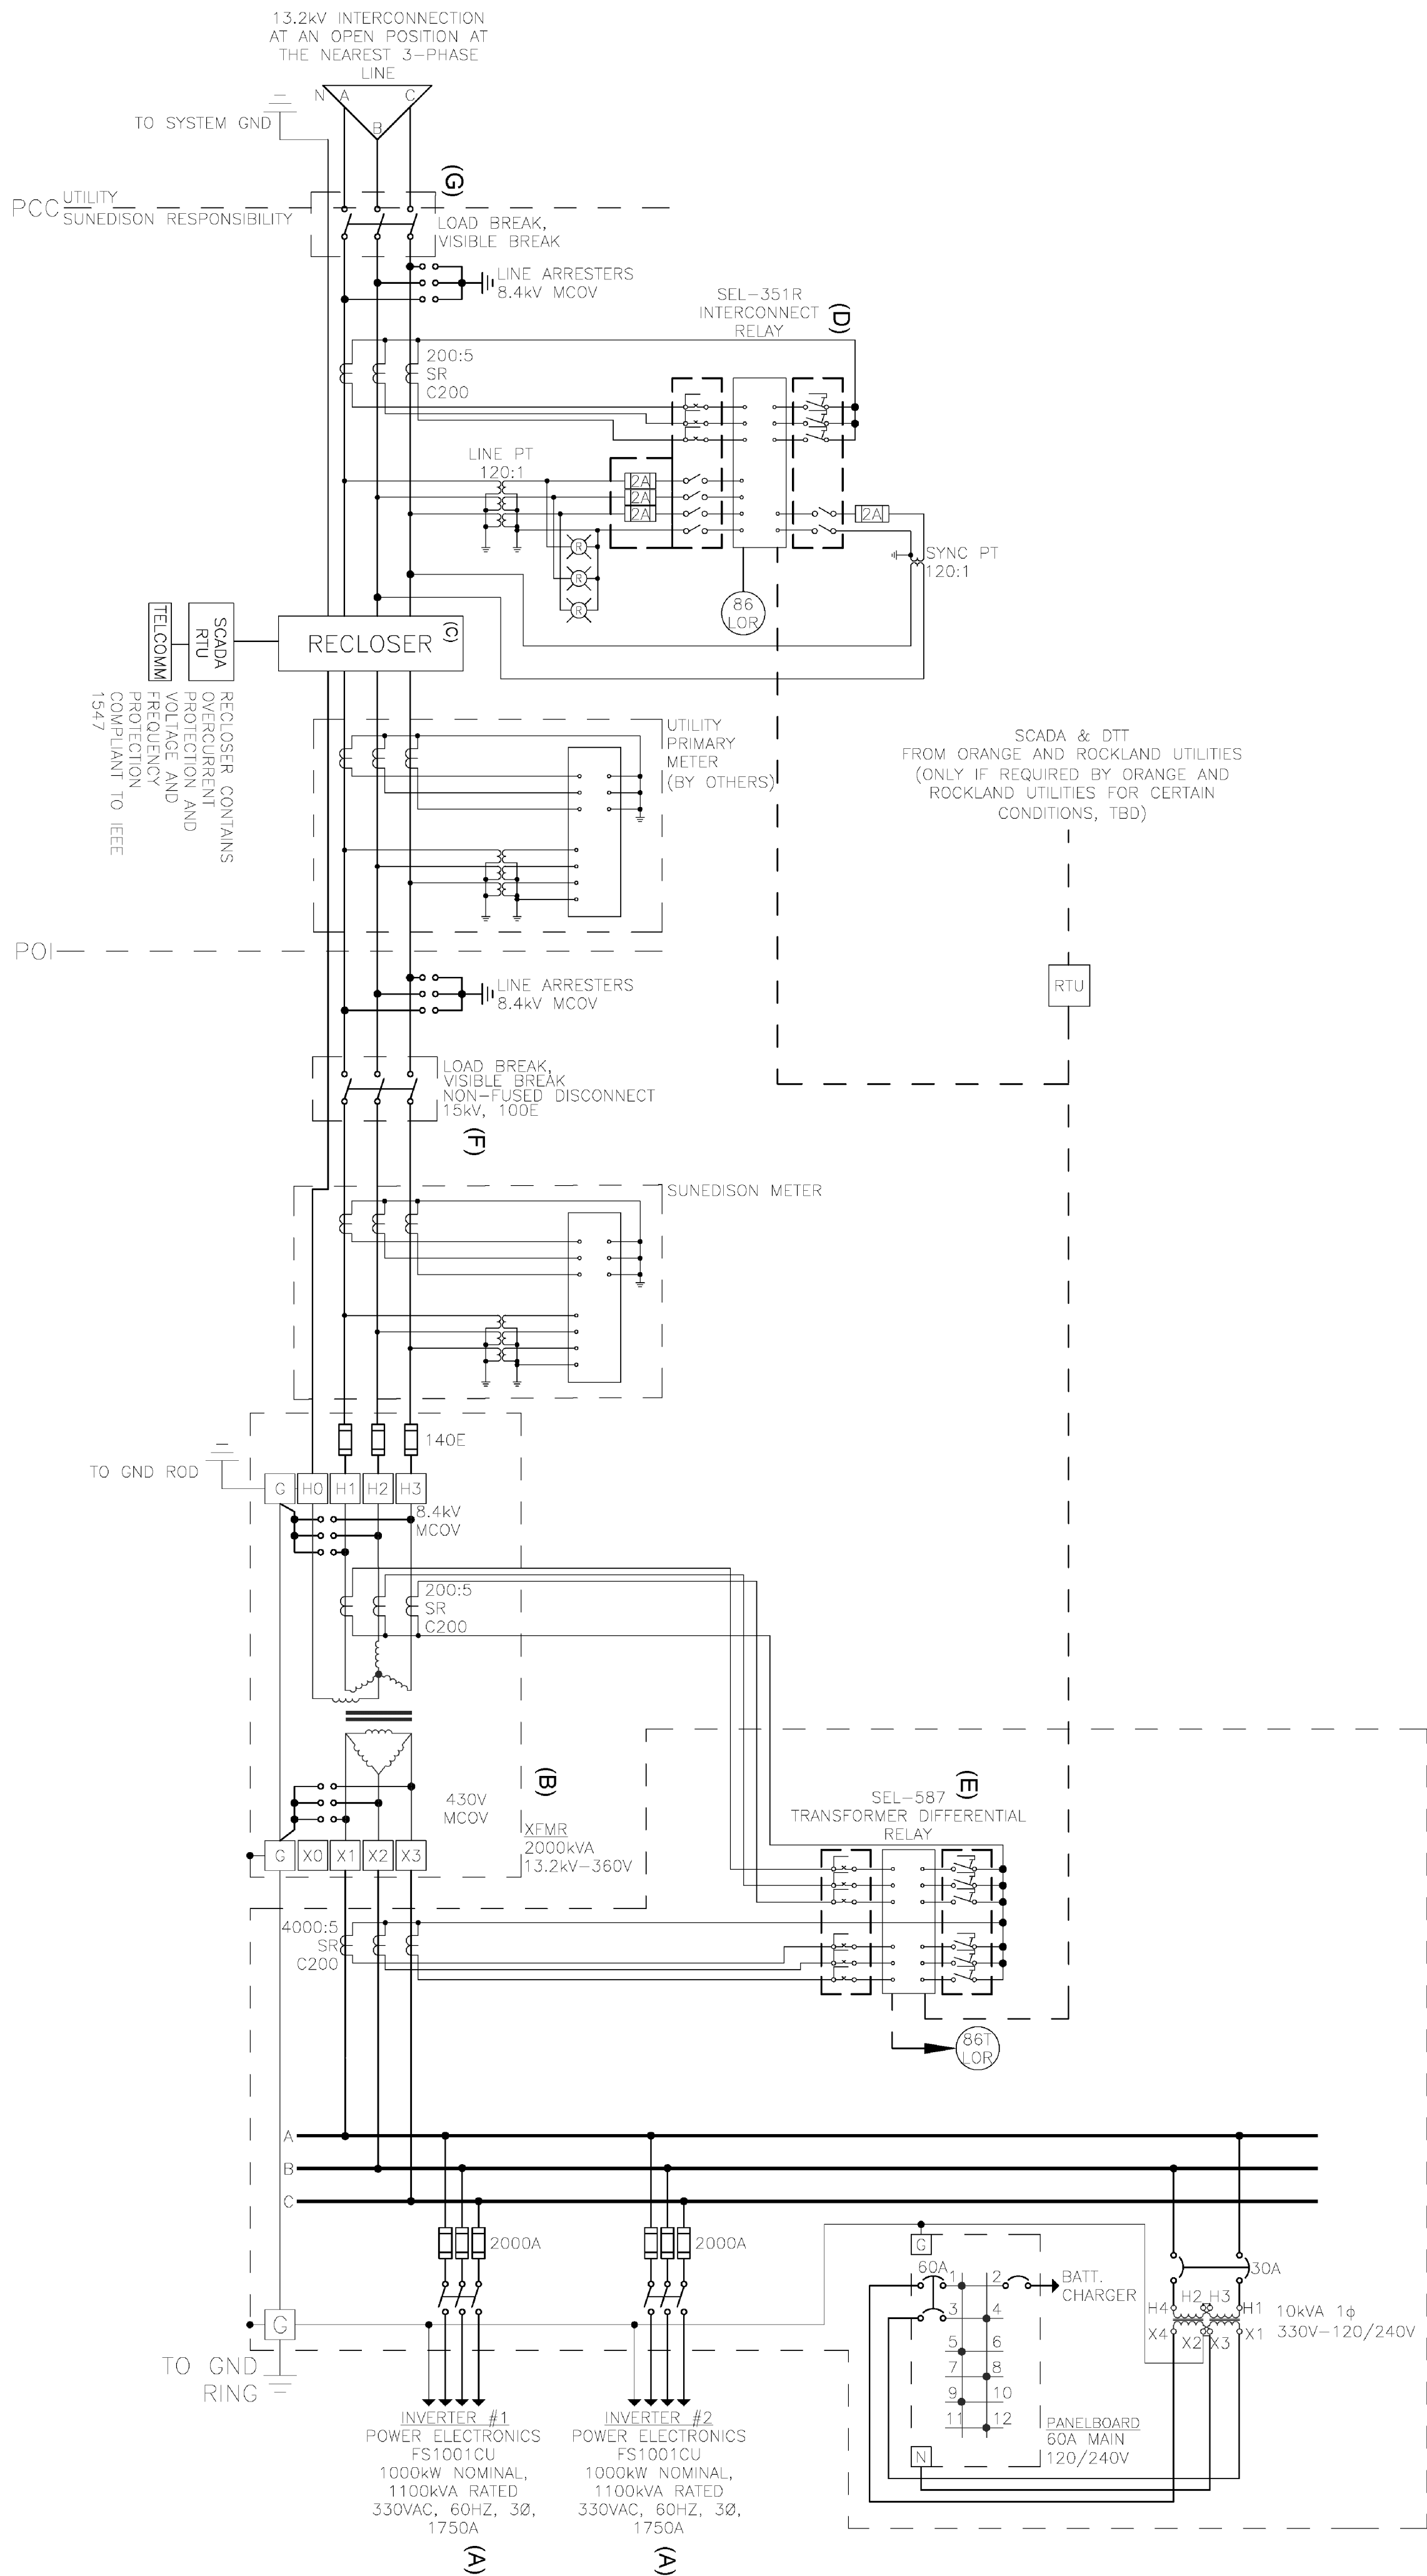 13.2kV INTERCONNECTION
AT AN OPEN POSITION AT
THE NEAREST 3-PHASE
LINE
N A C
B
TO SYSTEM GND
(G)
PCC
UTILITY
SUNEDISON RESPONSIBILITY
LOAD BREAK,
VISIBLE BREAK
LINE ARRESTERS
8.4kV MCOV
SEL-351R
INTERCONNECT
RELAY
(D)
200:5
SR
C200
LINE PT
120:1
2A
2A
2A
2A
R
R
R
SYNC PT
120:1
86
LOR
RECLOSER
(C)
SCADA
RTU
TELCOMM
RECLOSER CONTAINS
OVERCURRENT
PROTECTION AND
VOLTAGE AND
FREQUENCY
PROTECTION
COMPLIANT TO IEEE
1547
UTILITY
PRIMARY
METER
(BY OTHERS)
SCADA & DTT
FROM ORANGE AND ROCKLAND UTILITIES
(ONLY IF REQUIRED BY ORANGE AND
ROCKLAND UTILITIES FOR CERTAIN
CONDITIONS, TBD)
POI
LINE ARRESTERS
8.4kV MCOV
RTU
LOAD BREAK,
VISIBLE BREAK
NON-FUSED DISCONNECT
15kV, 100E
(F)
SUNEDISON METER
140E
TO GND ROD
G H0 H1 H2 H3
8.4kV
MCOV
200:5
SR
C200
430V
MCOV
(B)
XFMR
2000kVA
13.2kV-360V
G X0 X1 X2 X3
(E)
SEL-587
TRANSFORMER DIFFERENTIAL
RELAY
4000:5
SR
C200
86T
LOR
A
B
C
2000A
2000A
G
60A
1 2
3 4
5 6
7 8
9 10
11 12
N
BATT.
CHARGER
30A
H4 H2 H3 H1
X4 X2 X3 X1
10kVA 1ϕ
330V-120/240V
PANELBOARD
60A MAIN
120/240V
G
TO GND
RING
INVERTER #1
POWER ELECTRONICS
FS1001CU
1000kW NOMINAL,
1100kVA RATED
330VAC, 60HZ, 3Ø,
1750A
(A)
INVERTER #2
POWER ELECTRONICS
FS1001CU
1000kW NOMINAL,
1100kVA RATED
330VAC, 60HZ, 3Ø,
1750A
(A)